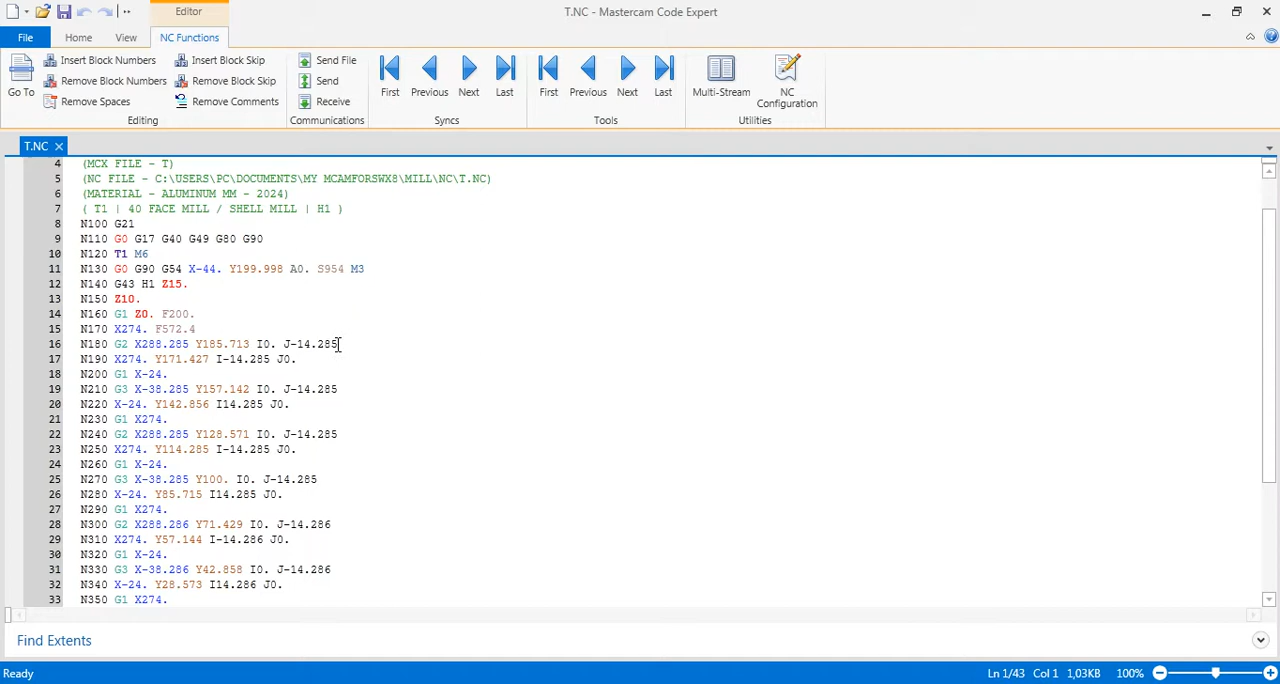 Editor
T.NC - Mastercam Code Expert
File Home View NC Functions
Go To
Insert Block Numbers
Remove Block Numbers
Remove Spaces
Insert Block Skip
Remove Block Skip
Remove Comments
Editing
Send File
Send
Receive
Communications
First Previous Next Last
Syncs
First Previous Next Last
Tools
Multi-Stream
NC Configuration
Utilities
T.NC
4 (MCX FILE - T)
5 (NC FILE - C:\USERS\PC\DOCUMENTS\MY MCAMFORSWX8\MILL\NC\T.NC)
6 (MATERIAL - ALUMINUM MM - 2024)
7 ( T1 | 40 FACE MILL / SHELL MILL | H1 )
8 N100 G21
9 N110 G0 G17 G40 G49 G80 G90
10 N120 T1 M6
11 N130 G0 G90 G54 X-44. Y199.998 A0. S954 M3
12 N140 G43 H1 Z15.
13 N150 Z10.
14 N160 G1 Z0. F200.
15 N170 X274. F572.4
16 N180 G2 X288.285 Y185.713 I0. J-14.285
17 N190 X274. Y171.427 I-14.285 J0.
18 N200 G1 X-24.
19 N210 G3 X-38.285 Y157.142 I0. J-14.285
20 N220 X-24. Y142.856 I14.285 J0.
21 N230 G1 X274.
22 N240 G2 X288.285 Y128.571 I0. J-14.285
23 N250 X274. Y114.285 I-14.285 J0.
24 N260 G1 X-24.
25 N270 G3 X-38.285 Y100. I0. J-14.285
26 N280 X-24. Y85.715 I14.285 J0.
27 N290 G1 X274.
28 N300 G2 X288.286 Y71.429 I0. J-14.286
29 N310 X274. Y57.144 I-14.286 J0.
30 N320 G1 X-24.
31 N330 G3 X-38.286 Y42.858 I0. J-14.286
32 N340 X-24. Y28.573 I14.286 J0.
33 N350 G1 X274.
Find Extents
Ready
Ln 1/43 Col 1 1,03KB 100%